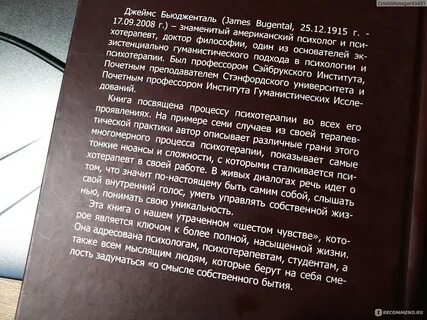 CrisisManager43431
Джеймс Бьюдженталь (James Bugental, 25.12.1915 г. -
17.09.2008 г.) – знаменитый американский психолог и пси-
хотерапевт, доктор философии, один из основателей эк-
зистенциально гуманистического подхода в психологии и
психотерапии. Был профессором Сэйбрукского Института,
Почетным преподавателем Стэнфордского университета и
Почетным профессором Института Гуманистических Иссле-
дований.
Книга посвящена процессу психотерапии во всех его
проявлениях. На примере семи случаев из своей терапев-
тической практики автор описывает различные грани этого
многомерного процесса психотерапии, показывает самые
тонкие нюансы и сложности, с которыми сталкивается пси-
хотерапевт в своей работе. В живых диалогах речь идет о
том, что значит по-настоящему быть самим собой, слышать
свой внутренний голос, уметь управлять собственной жиз-
нью, понимать свою уникальность.
Эта книга о нашем утраченном «шестом чувстве», кото-
рое является ключом к более полной, насыщенной жизни.
Она адресована психологам, психотерапевтам, студентам, а
также всем мыслящим людям, которые берут на себя сме-
лость задуматься «о смысле собственного бытия.
RECOMMEND.RU